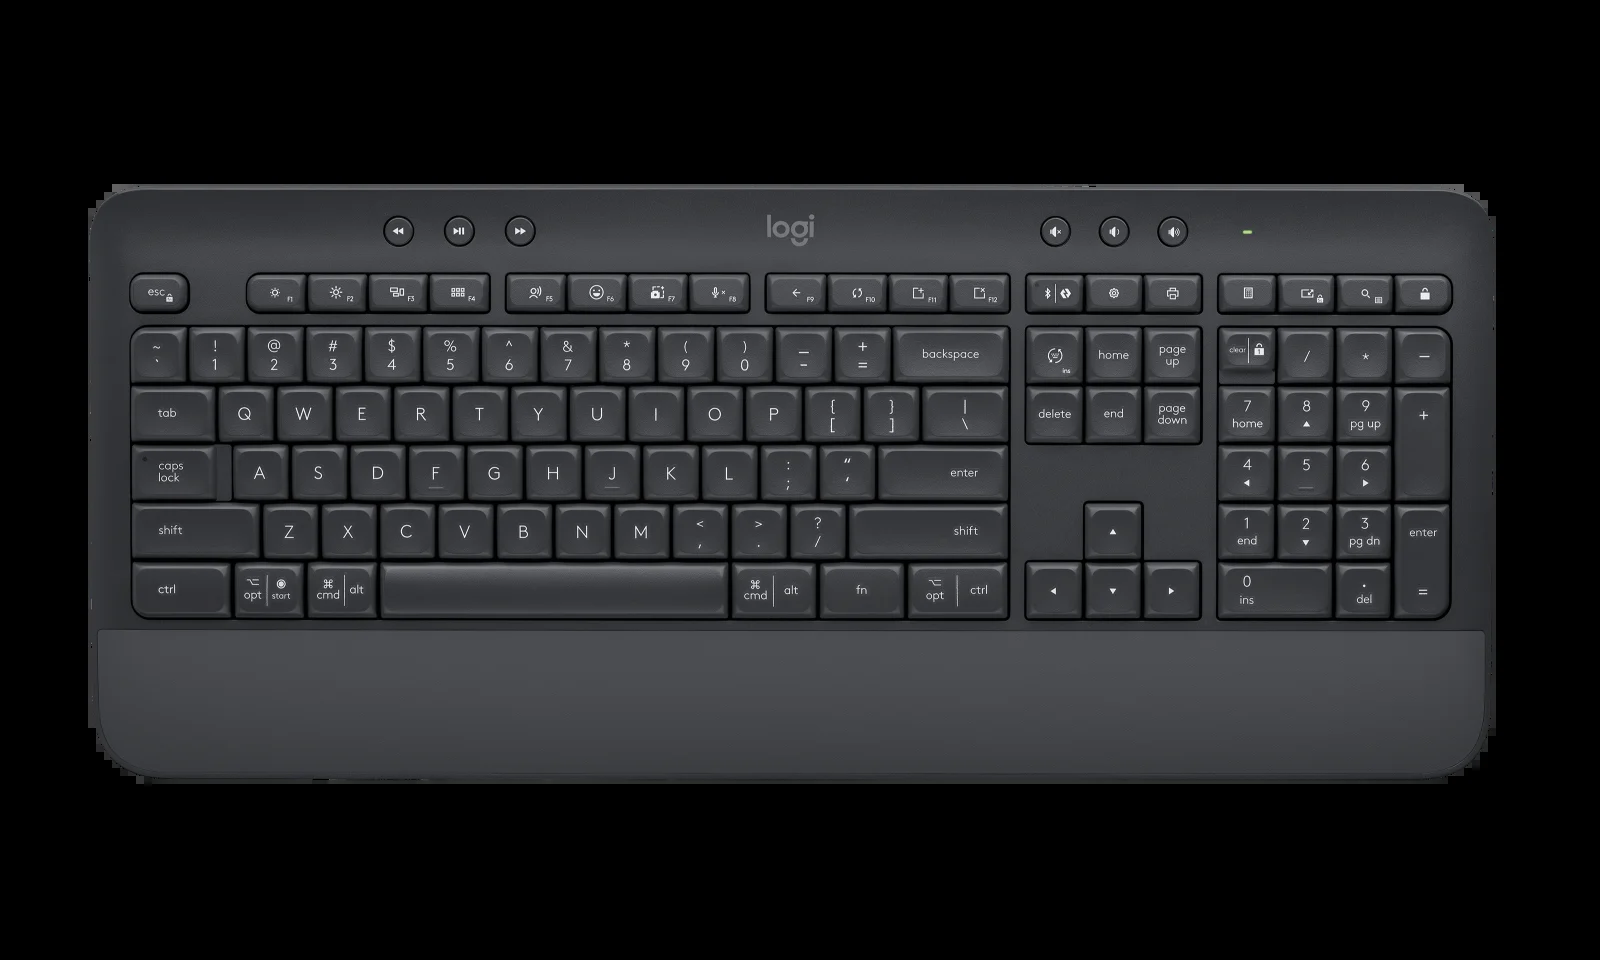 logi
esc F1 F2 F3 F4 F5 F6 F7 F8 F9 F10 F11 F12
~ ! @ # $ % ^ & * ( ) _ +
` 1 2 3 4 5 6 7 8 9 0 - = backspace
ins home page up clear 1 / * −
tab Q W E R T Y U I O P { [ } ] | \
delete end page down 7 home 8 9 pg up +
caps lock A S D F G H J K L : ; “ ‘ enter
4 5 6
shift Z X C V B N M < , > . ? / shift
1 end 2 3 pg dn enter =
ctrl ⌥ opt start ⌘ cmd alt ⌘ cmd alt fn ⌥ opt ctrl
0 ins . del